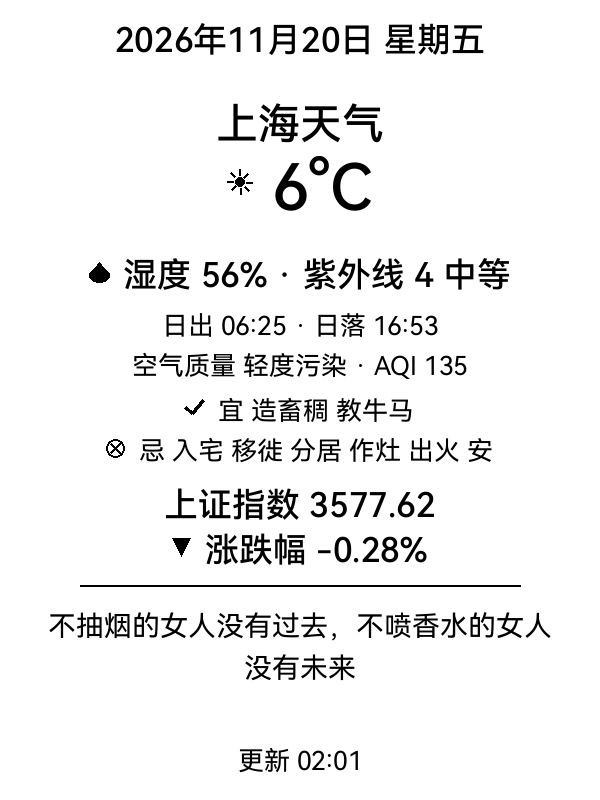 2026年11月20日 星期五
上海天气
6°C
湿度 56% · 紫外线 4 中等
日出 06:25 · 日落 16:53
空气质量 轻度污染 · AQI 135
宜 造畜稠 教牛马
忌 入宅 移徙 分居 作灶 出火 安
上证指数 3577.62
▼ 涨跌幅 -0.28%
不抽烟的女人没有过去，不喷香水的女人
没有未来
更新 02:01